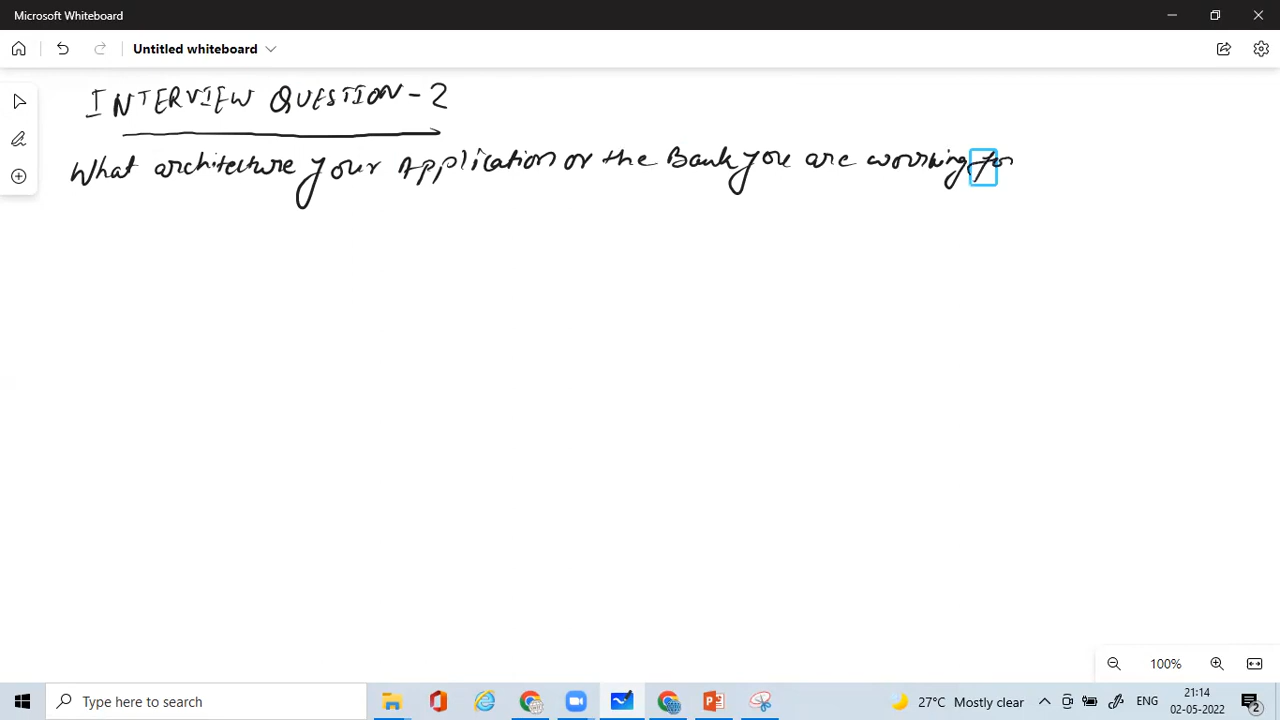 Microsoft Whiteboard
Untitled whiteboard
INTERVIEW QUESTION-2
What architecture your Application or the Bank you are working for
100%
Type here to search
27°C Mostly clear
ENG
21:14
02-05-2022
2